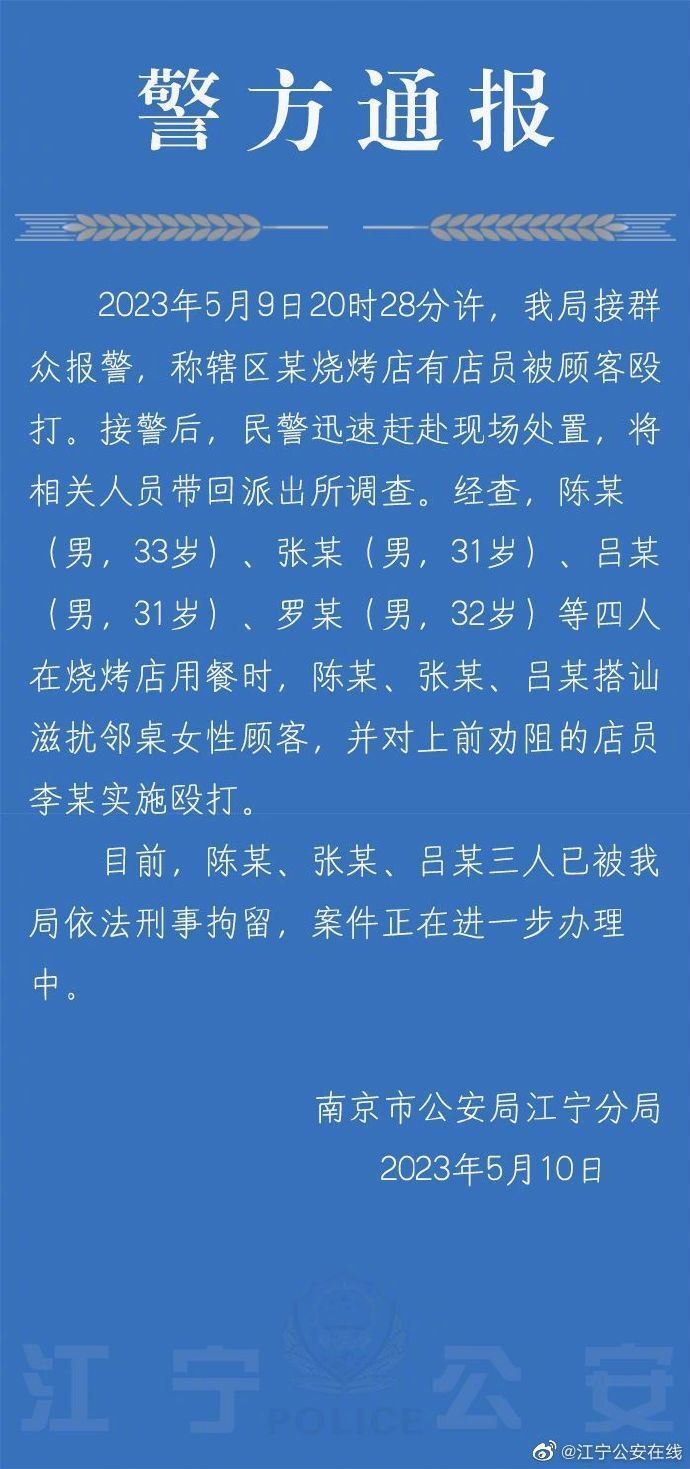 警方通报
2023年5月9日20时28分许，我局接群
众报警，称辖区某烧烤店有店员被顾客殴
打。接警后，民警迅速赶赴现场处置，将
相关人员带回派出所调查。经查，陈某
（男，33岁）、张某（男，31岁）、吕某
（男，31岁）、罗某（男，32岁）等四人
在烧烤店用餐时，陈某、张某、吕某搭讪
滋扰邻桌女性顾客，并对上前劝阻的店员
李某实施殴打。
目前，陈某、张某、吕某三人已被我
局依法刑事拘留，案件正在进一步办理
中。
南京市公安局江宁分局
2023年5月10日
江宁公安
POLICE
@江宁公安在线